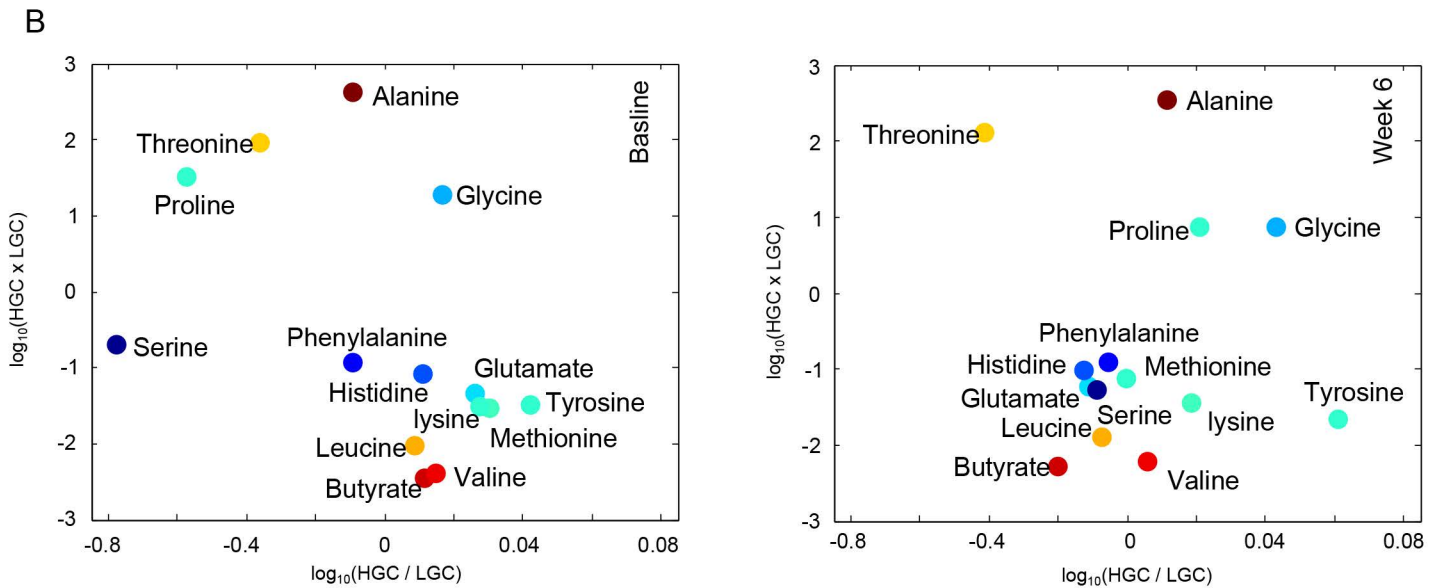 B
3
2
1
0
-1
-2
-3
log10(HGC x LGC)
Basline
Alanine
Threonine
Proline
Glycine
Serine
Phenylalanine
Histidine
Glutamate
lysine
Tyrosine
Methionine
Leucine
Butyrate
Valine
-0.8
-0.4
0
0.04
0.08
log10(HGC / LGC)
3
2
1
0
-1
-2
-3
log10(HGC x LGC)
Week 6
Alanine
Threonine
Proline
Glycine
Phenylalanine
Histidine
Methionine
Glutamate
Serine
lysine
Tyrosine
Leucine
Butyrate
Valine
-0.8
-0.4
0
0.04
0.08
log10(HGC / LGC)